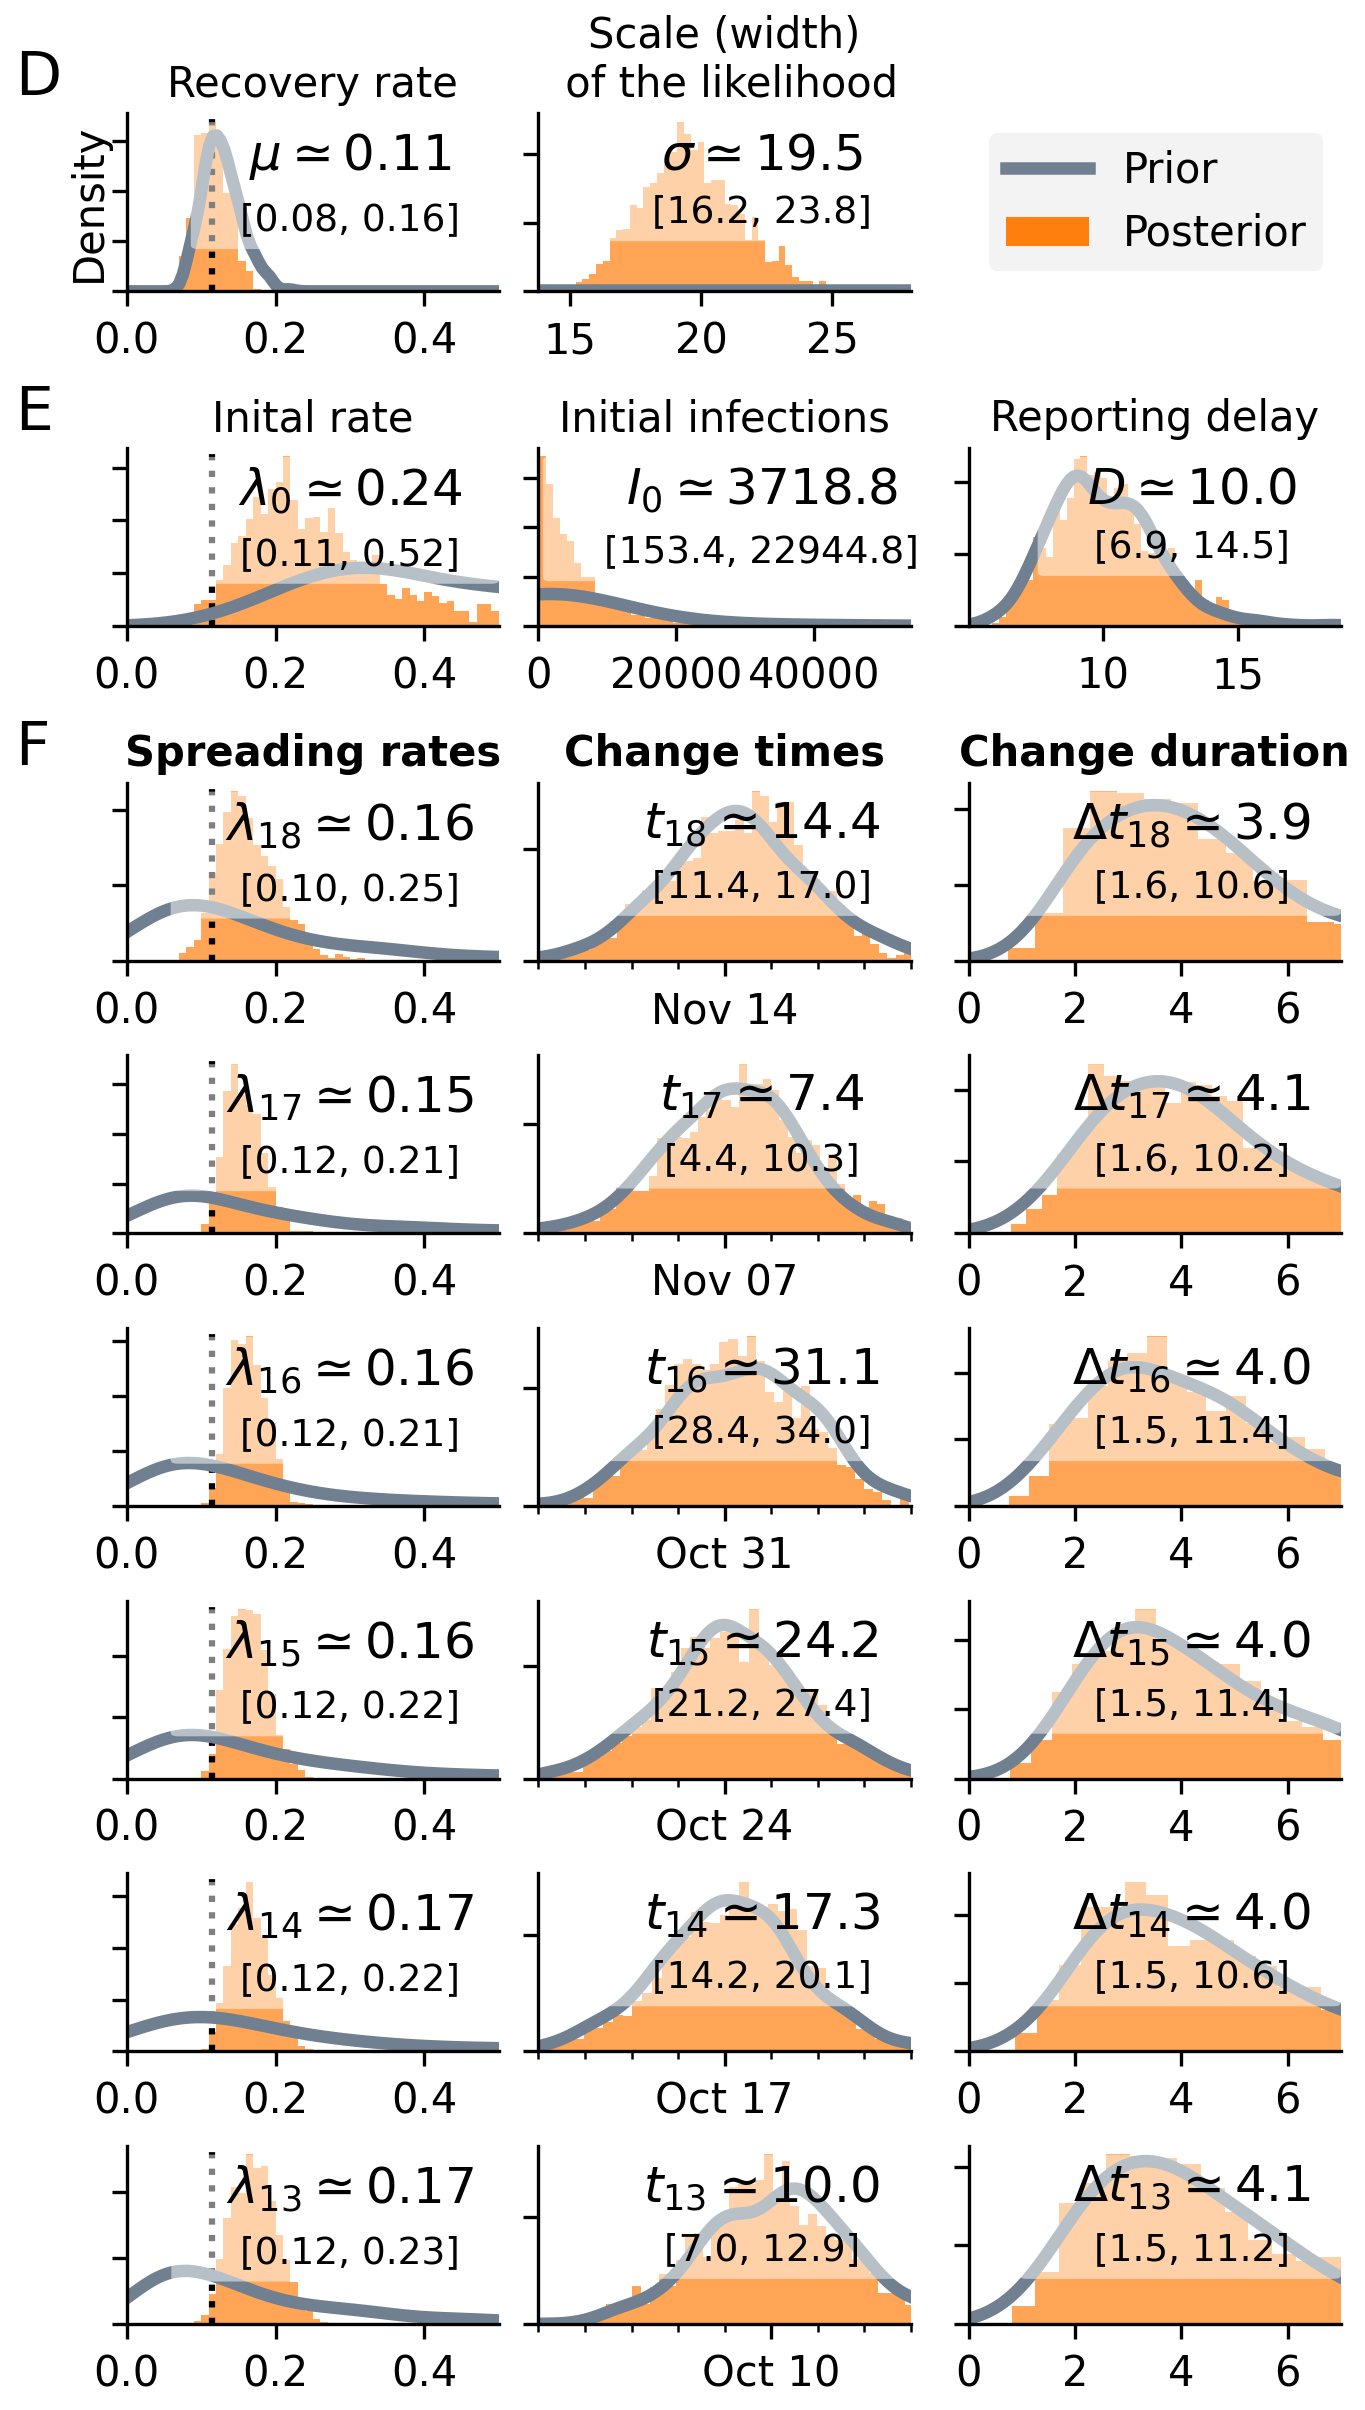 D
Recovery rate
Scale (width)
of the likelihood
Density
μ ≃ 0.11
[0.08, 0.16]
0.0 0.2 0.4
σ ≃ 19.5
[16.2, 23.8]
15 20 25
Prior
Posterior
E
Inital rate
λ0 ≃ 0.24
[0.11, 0.52]
0.0 0.2 0.4
Initial infections
I0 ≃ 3718.8
[153.4, 22944.8]
0 20000 40000
Reporting delay
D ≃ 10.0
[6.9, 14.5]
10 15
F
Spreading rates
Change times
Change duration
λ18 ≃ 0.16
[0.10, 0.25]
0.0 0.2 0.4
t18 ≃ 14.4
[11.4, 17.0]
Nov 14
Δt18 ≃ 3.9
[1.6, 10.6]
0 2 4 6
λ17 ≃ 0.15
[0.12, 0.21]
0.0 0.2 0.4
t17 ≃ 7.4
[4.4, 10.3]
Nov 07
Δt17 ≃ 4.1
[1.6, 10.2]
0 2 4 6
λ16 ≃ 0.16
[0.12, 0.21]
0.0 0.2 0.4
t16 ≃ 31.1
[28.4, 34.0]
Oct 31
Δt16 ≃ 4.0
[1.5, 11.4]
0 2 4 6
λ15 ≃ 0.16
[0.12, 0.22]
0.0 0.2 0.4
t15 ≃ 24.2
[21.2, 27.4]
Oct 24
Δt15 ≃ 4.0
[1.5, 11.4]
0 2 4 6
λ14 ≃ 0.17
[0.12, 0.22]
0.0 0.2 0.4
t14 ≃ 17.3
[14.2, 20.1]
Oct 17
Δt14 ≃ 4.0
[1.5, 10.6]
0 2 4 6
λ13 ≃ 0.17
[0.12, 0.23]
0.0 0.2 0.4
t13 ≃ 10.0
[7.0, 12.9]
Oct 10
Δt13 ≃ 4.1
[1.5, 11.2]
0 2 4 6